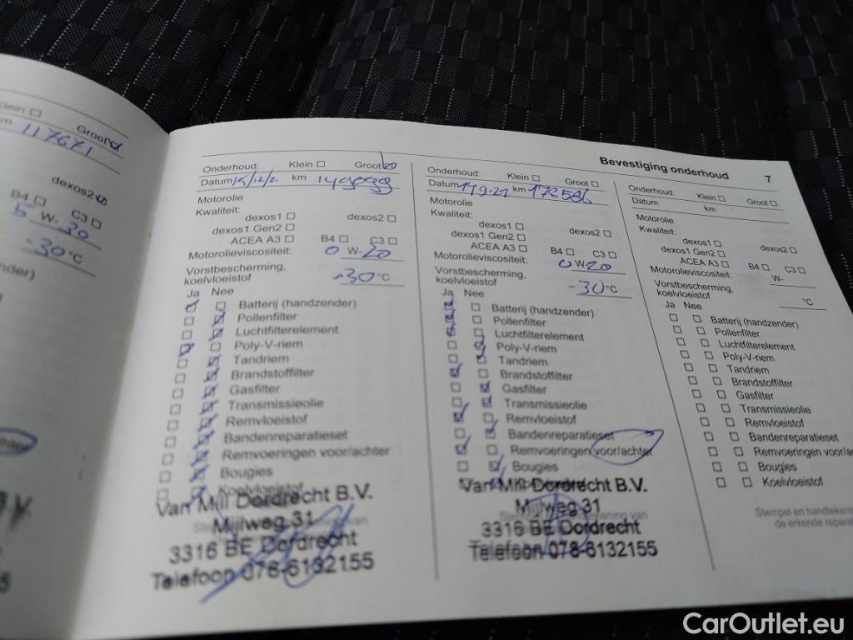 Klein
Groot
117671
dexos2
B4 C3
W-30
-30°C
Bevestiging onderhoud 7
Onderhoud: Klein Groot
Datum km
Motorolie
Kwaliteit:
dexos1 dexos2
dexos1 Gen2
ACEA A3 B4 C3
Motorolieviscositeit: 0 W-20
Vorstbescherming,
koelvloeistof -30°C
Ja Nee
Batterij (handzender)
Pollenfilter
Luchtfilterelement
Poly-V-riem
Tandriem
Brandstoffilter
Gasfilter
Transmissieolie
Remvloeistof
Bandenreparatieset
Remvoeringen voor/achter
Bougies
Koelvloeistof
Van Mill Dordrecht B.V.
Mijlweg 31
3316 BE Dordrecht
Telefoon 078-6132155
Onderhoud: Klein Groot
Datum km
Motorolie
Kwaliteit:
dexos1 dexos2
dexos1 Gen2
ACEA A3 B4 C3
Motorolieviscositeit: 0 W-20
Vorstbescherming,
koelvloeistof -30°C
Ja Nee
Batterij (handzender)
Pollenfilter
Luchtfilterelement
Poly-V-riem
Tandriem
Brandstoffilter
Gasfilter
Transmissieolie
Remvloeistof
Bandenreparatieset
Remvoeringen voor/achter
Bougies
Van Mill Dordrecht B.V.
Mijlweg 31
3316 BE Dordrecht
Telefoon 078-6132155
Onderhoud: Klein Groot
Datum km
Motorolie
Kwaliteit:
dexos1 dexos2
dexos1 Gen2
ACEA A3 B4 C3
Motorolieviscositeit: W-
Vorstbescherming,
koelvloeistof °C
Ja Nee
Batterij (handzender)
Pollenfilter
Luchtfilterelement
Poly-V-riem
Tandriem
Brandstoffilter
Gasfilter
Transmissieolie
Remvloeistof
Bandenreparatieset
Remvoeringen
Bougies
Koelvloeistof
Stempel en
de erkende
CarOutlet.eu